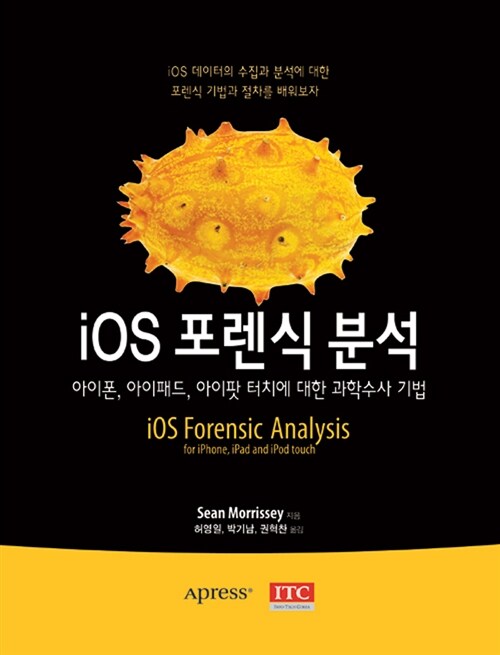 iOS 데이터의 수집과 분석에 대한
포렌식 기법과 절차를 배워보자
iOS 포렌식 분석
아이폰, 아이패드, 아이팟 터치에 대한 과학수사 기법
iOS Forensic Analysis
for iPhone, iPad and iPod touch
Sean Morrissey 지음
허영일, 박기남, 권혁찬 옮김
Apress®
ITC